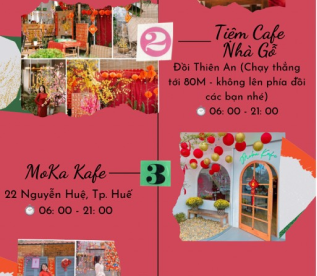 2
Tiệm Cafe
Nhà Gỗ
Đồi Thiên An (Chạy thẳng
tới 80M - không lên phía đồi
các bạn nhé)
06: 00 - 21: 00
MoKa Kafe
3
22 Nguyễn Huệ, Tp. Huế
06: 00 - 21: 00